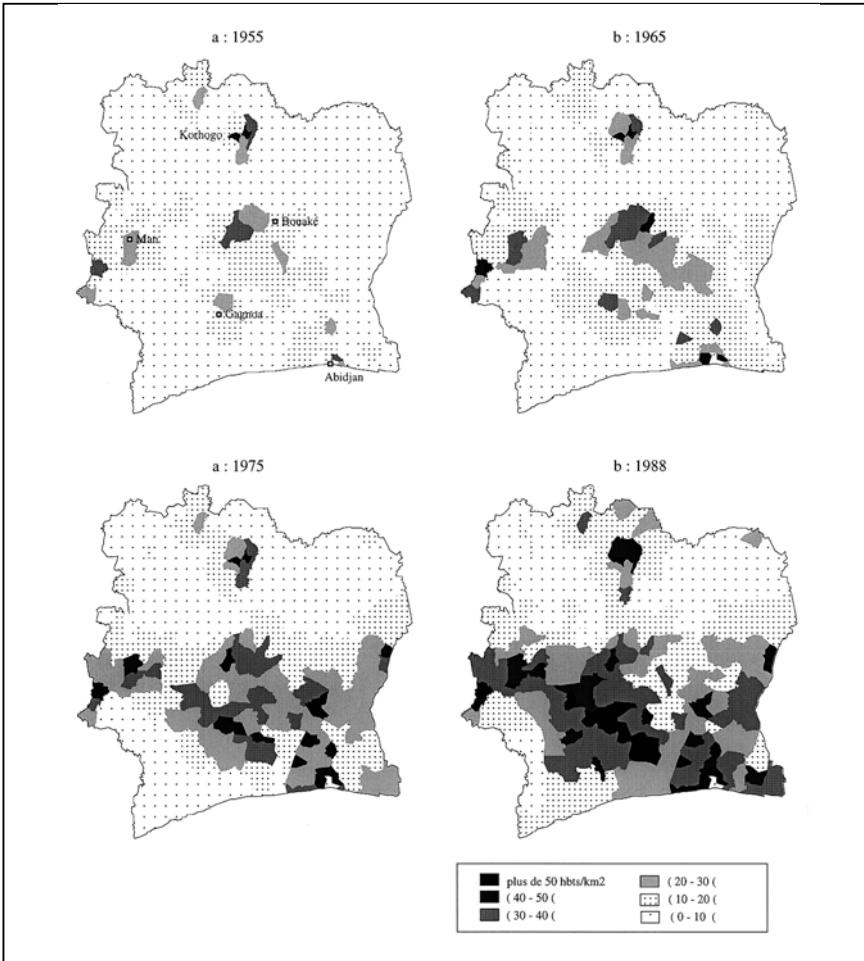 a : 1955
b : 1965
Korhogo
Bouaké
Man
Gagnoa
Abidjan
a : 1975
b : 1988
plus de 50 hbts/km2
( 40 - 50 (
( 30 - 40 (
( 20 - 30 (
( 10 - 20 (
( 0 - 10 (